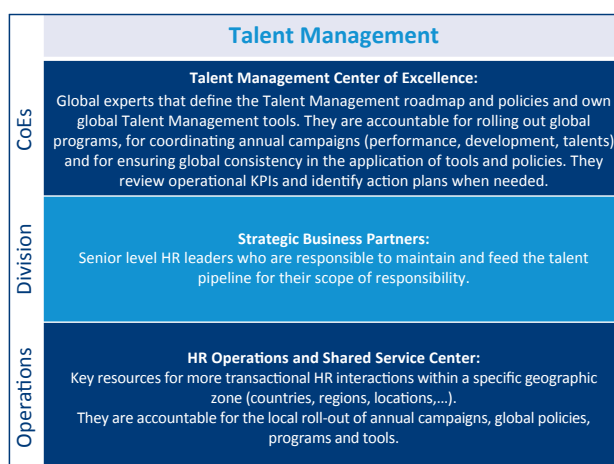 Talent Management
CoEs
Talent Management Center of Excellence:
Global experts that define the Talent Management roadmap and policies and own
global Talent Management tools. They are accountable for rolling out global
programs, for coordinating annual campaigns (performance, development, talents)
and for ensuring global consistency in the application of tools and policies. They
review operational KPIs and identify action plans when needed.
Division
Strategic Business Partners:
Senior level HR leaders who are responsible to maintain and feed the talent
pipeline for their scope of responsibility.
Operations
HR Operations and Shared Service Center:
Key resources for more transactional HR interactions within a specific geographic
zone (countries, regions, locations,...).
They are accountable for the local roll-out of annual campaigns, global policies,
programs and tools.